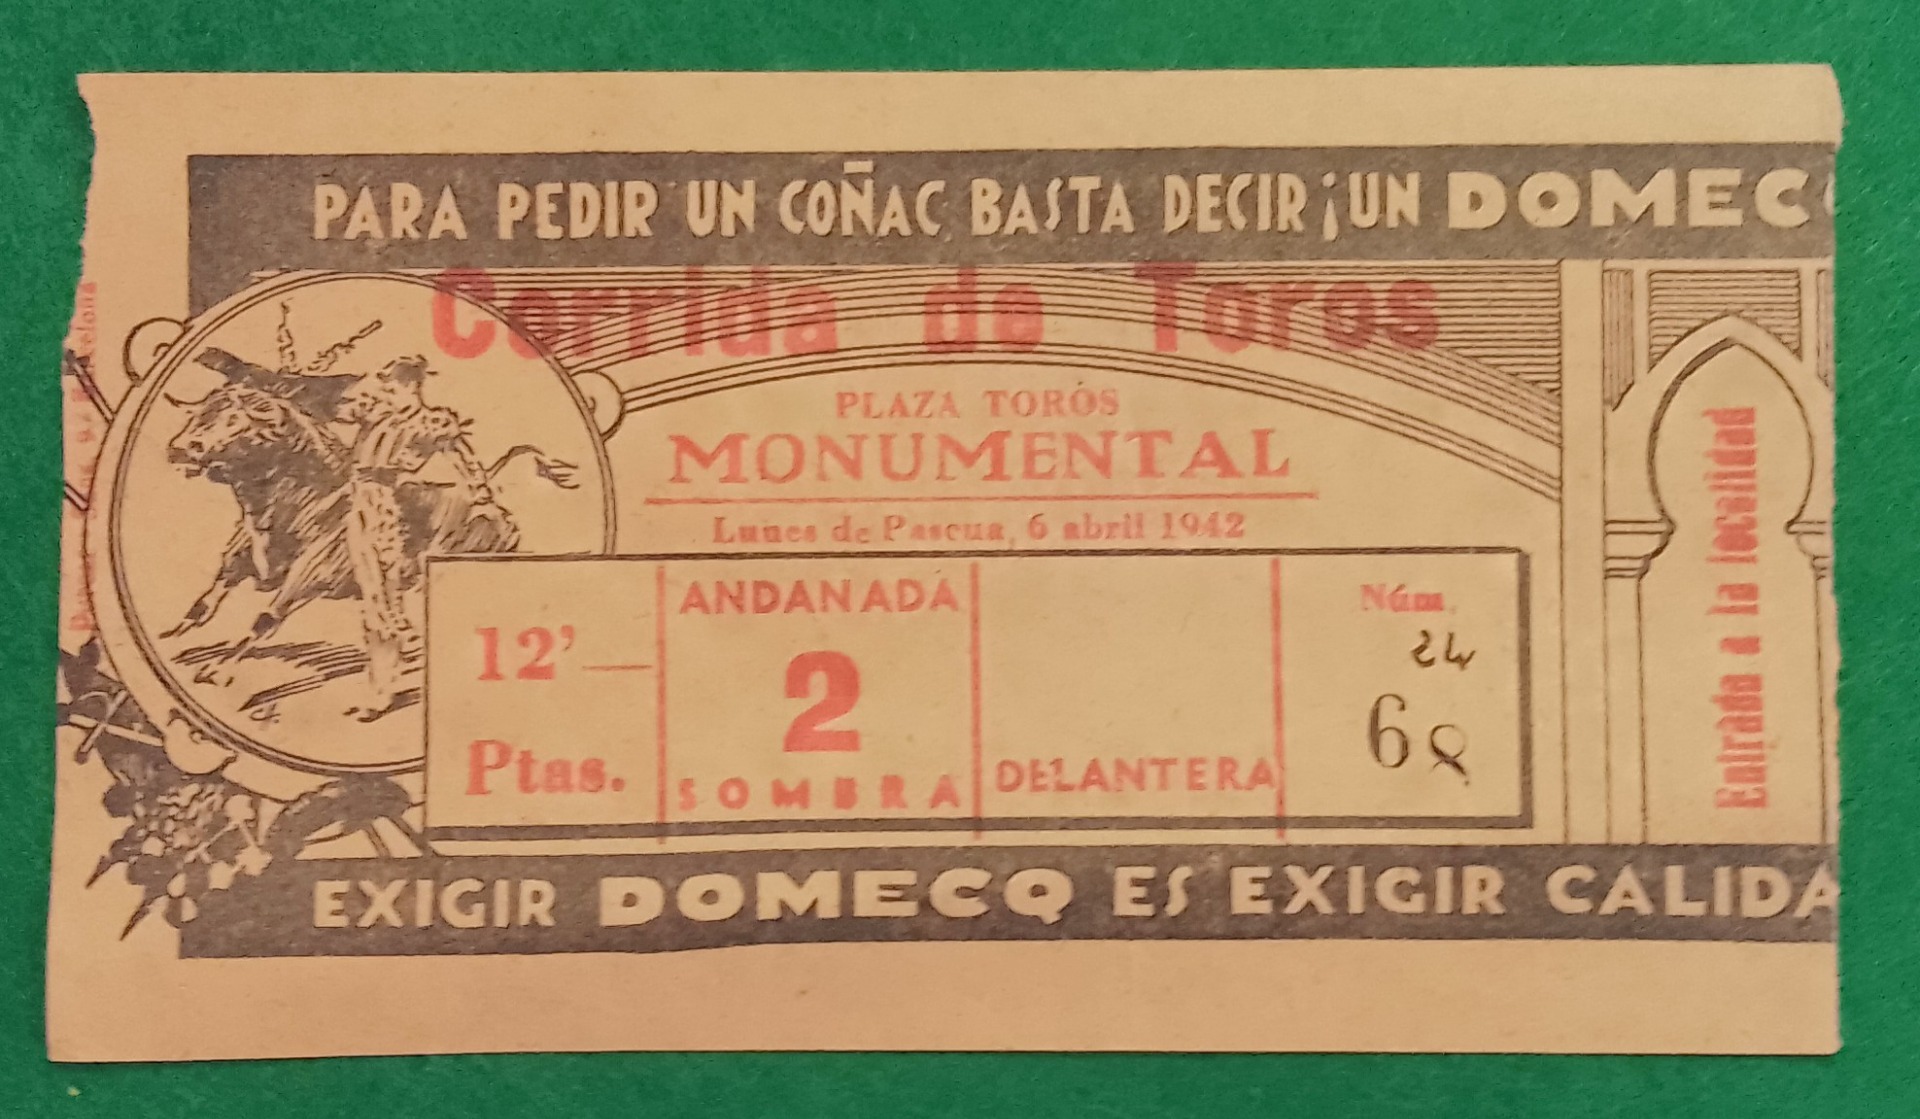 PARA PEDIR UN COÑAC BASTA DECIR ¡UN DOMEC
Corrida de Toros
PLAZA TOROS
MONUMENTAL
Lunes de Pascua, 6 abril 1942
12'—
Ptas.
ANDANADA
2
SOMBRA
DELANTERA
Núm.
24
68
Entrada a la localidad
EXIGIR DOMECQ ES EXIGIR CALIDA